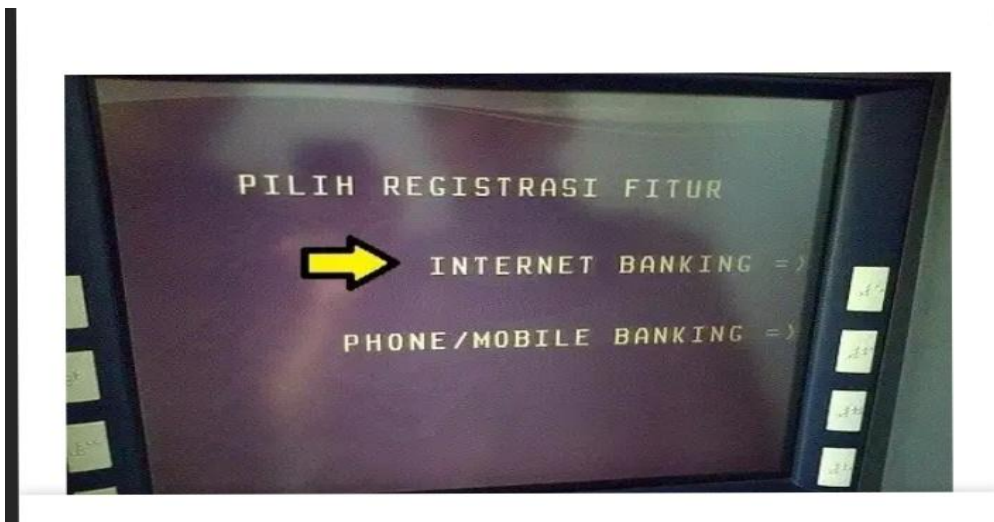 PILIH REGISTRASI FITUR
INTERNET BANKING =>
PHONE/MOBILE BANKING =>